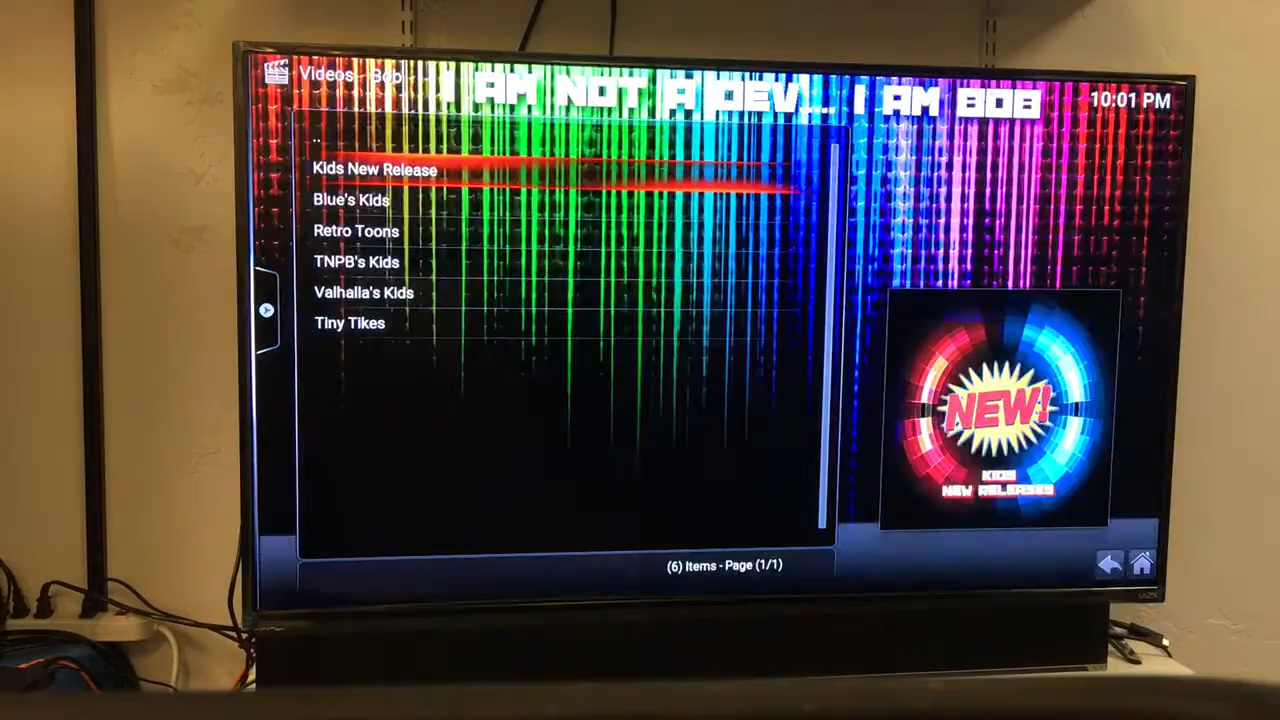 Videos - Bob
I AM NOT A DEV.... I AM BOB
10:01 PM
..
Kids New Release
Blue's Kids
Retro Toons
TNPB's Kids
Valhalla's Kids
Tiny Tikes
NEW!
KIDS
NEW RELEASES
(6) Items - Page (1/1)
VIZIO